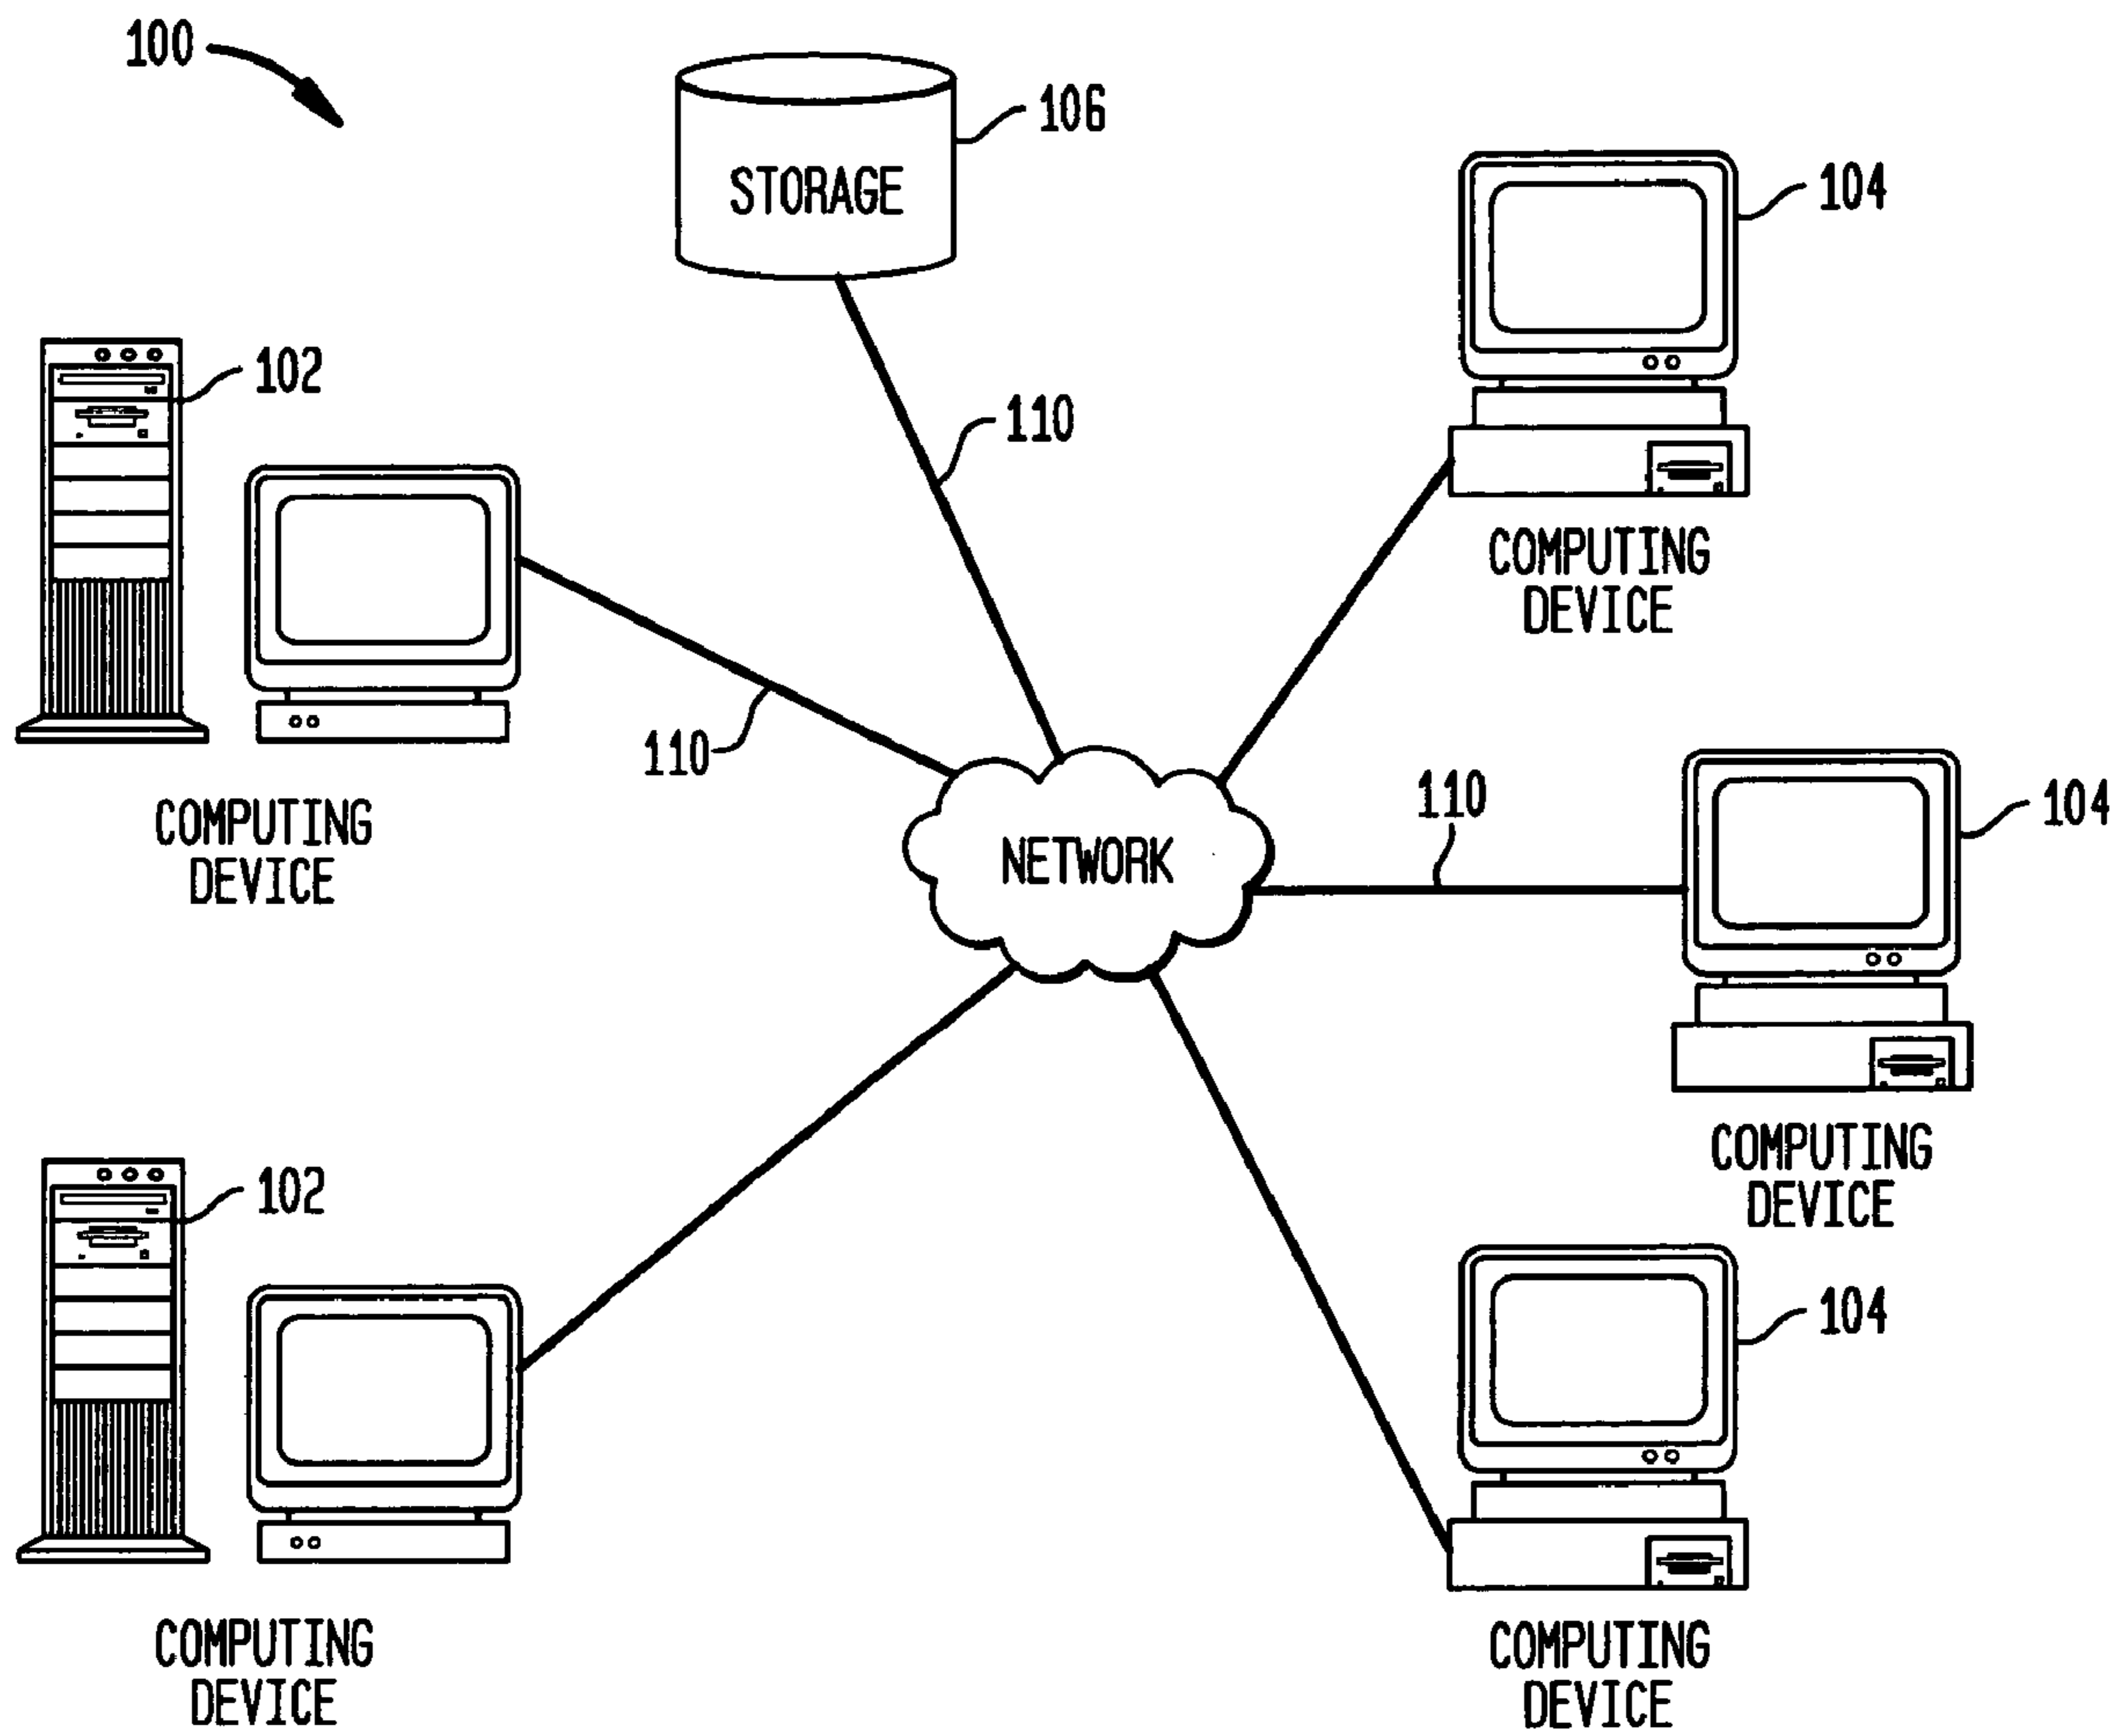 100
106
STORAGE
104
102
110
COMPUTING
DEVICE
110
110
104
COMPUTING
DEVICE
NETWORK
COMPUTING
DEVICE
102
104
COMPUTING
DEVICE
COMPUTING
DEVICE